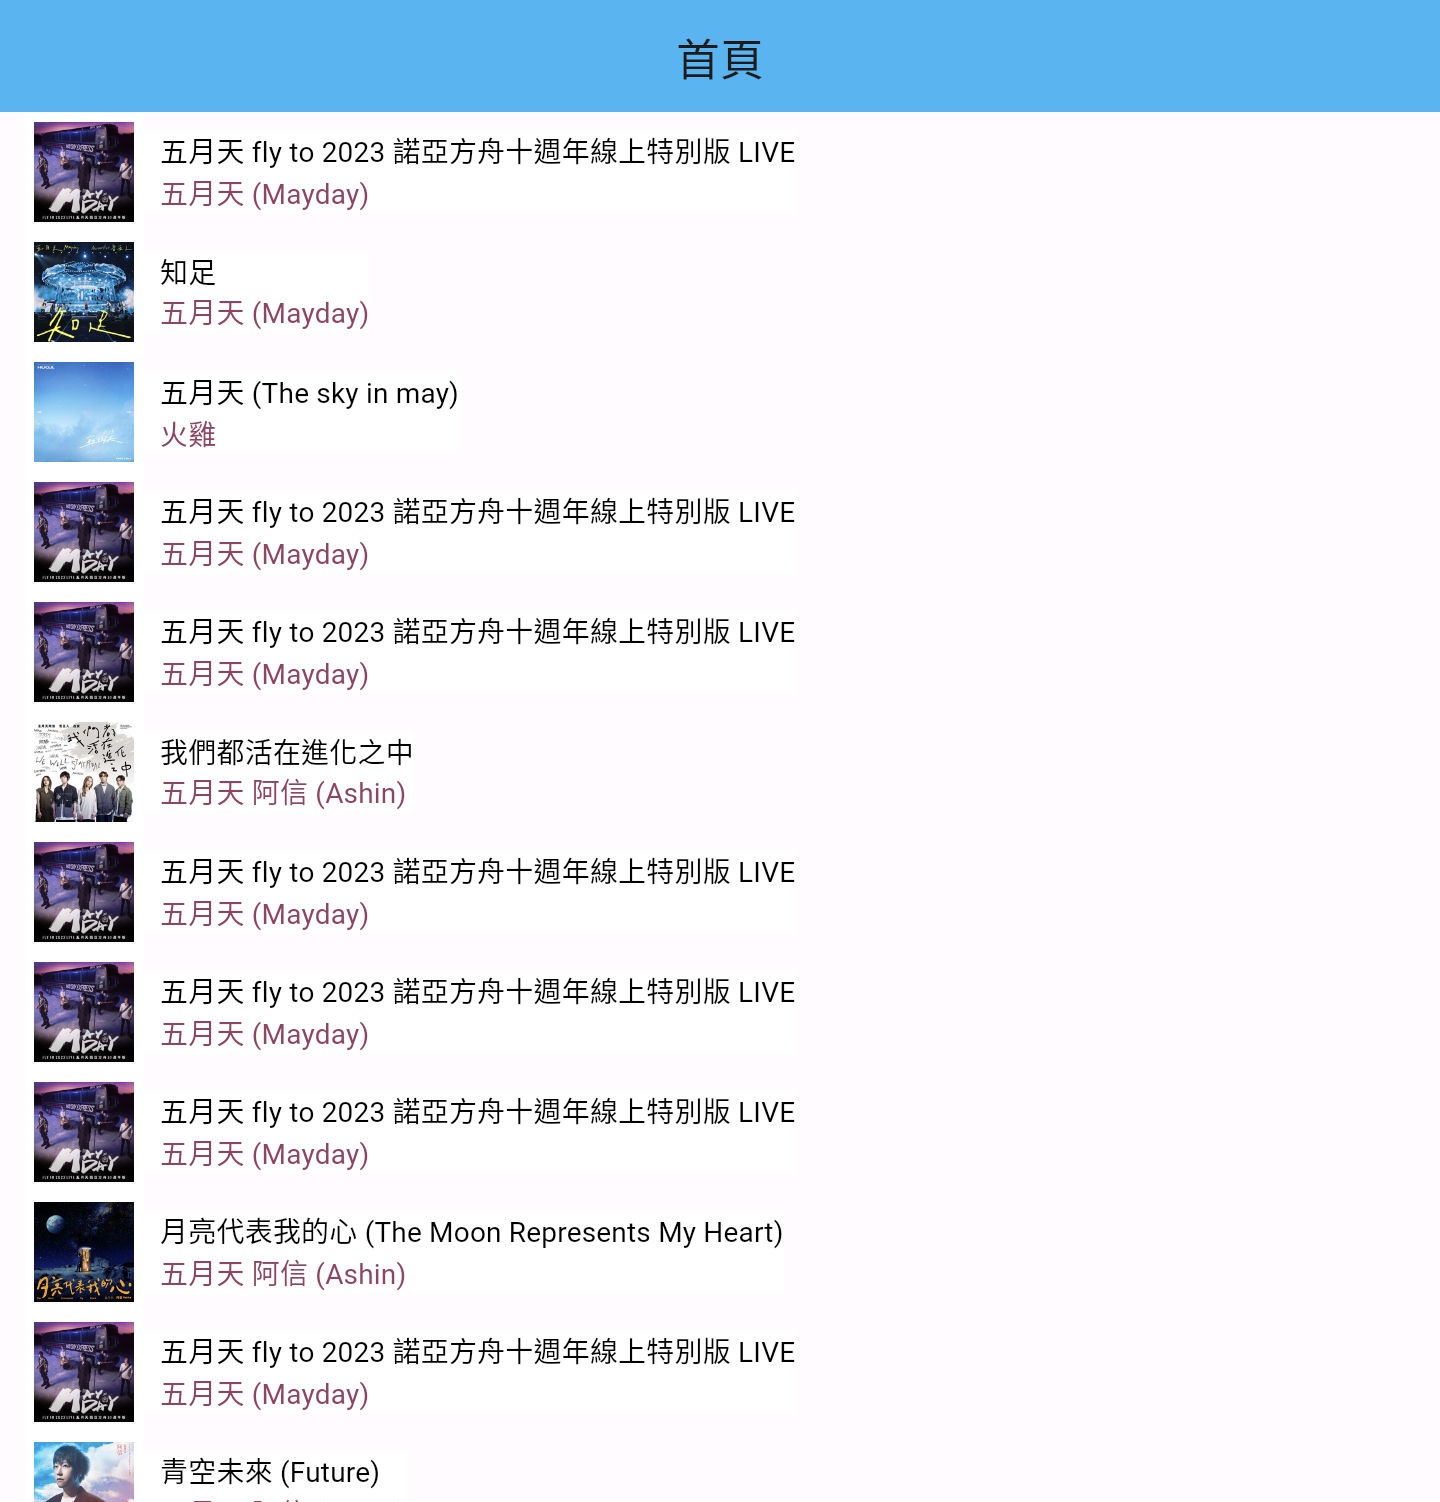 首頁
五月天 fly to 2023 諾亞方舟十週年線上特別版 LIVE
五月天 (Mayday)
知足
五月天 (Mayday)
五月天 (The sky in may)
火雞
五月天 fly to 2023 諾亞方舟十週年線上特別版 LIVE
五月天 (Mayday)
五月天 fly to 2023 諾亞方舟十週年線上特別版 LIVE
五月天 (Mayday)
我們都活在進化之中
五月天 阿信 (Ashin)
五月天 fly to 2023 諾亞方舟十週年線上特別版 LIVE
五月天 (Mayday)
五月天 fly to 2023 諾亞方舟十週年線上特別版 LIVE
五月天 (Mayday)
五月天 fly to 2023 諾亞方舟十週年線上特別版 LIVE
五月天 (Mayday)
月亮代表我的心 (The Moon Represents My Heart)
五月天 阿信 (Ashin)
五月天 fly to 2023 諾亞方舟十週年線上特別版 LIVE
五月天 (Mayday)
青空未來 (Future)